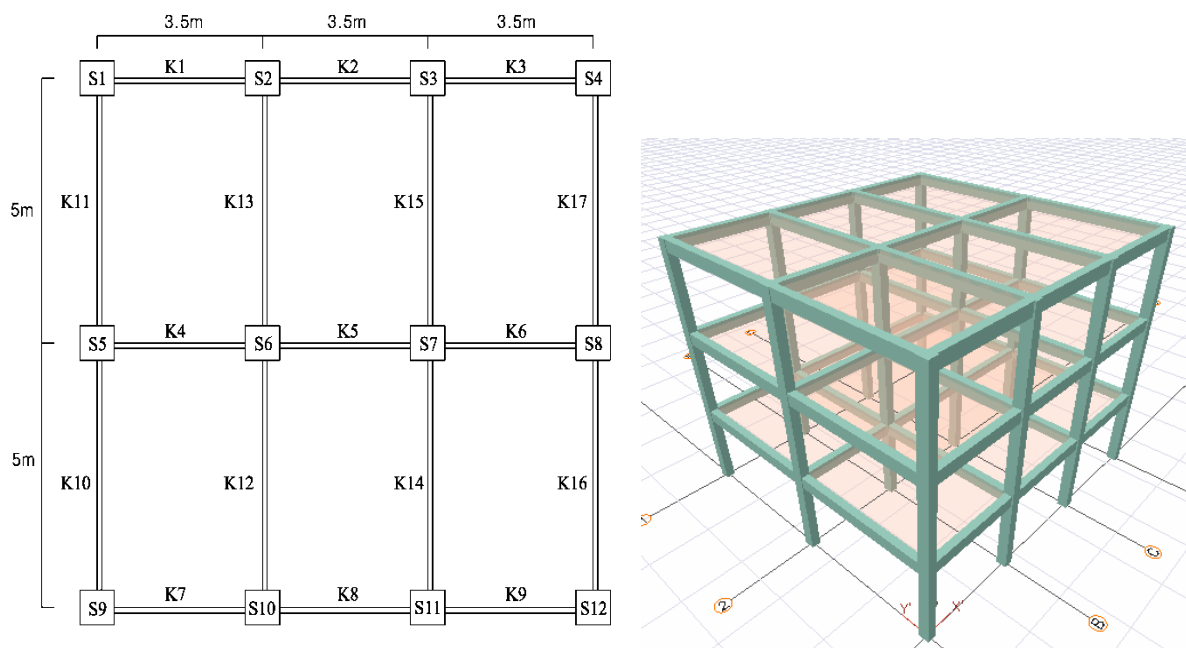 3.5m 3.5m 3.5m
S1 K1 S2 K2 S3 K3 S4
5m K11 K13 K15 K17
S5 K4 S6 K5 S7 K6 S8
5m K10 K12 K14 K16
S9 K7 S10 K8 S11 K9 S12
C
2
Y' X'
B